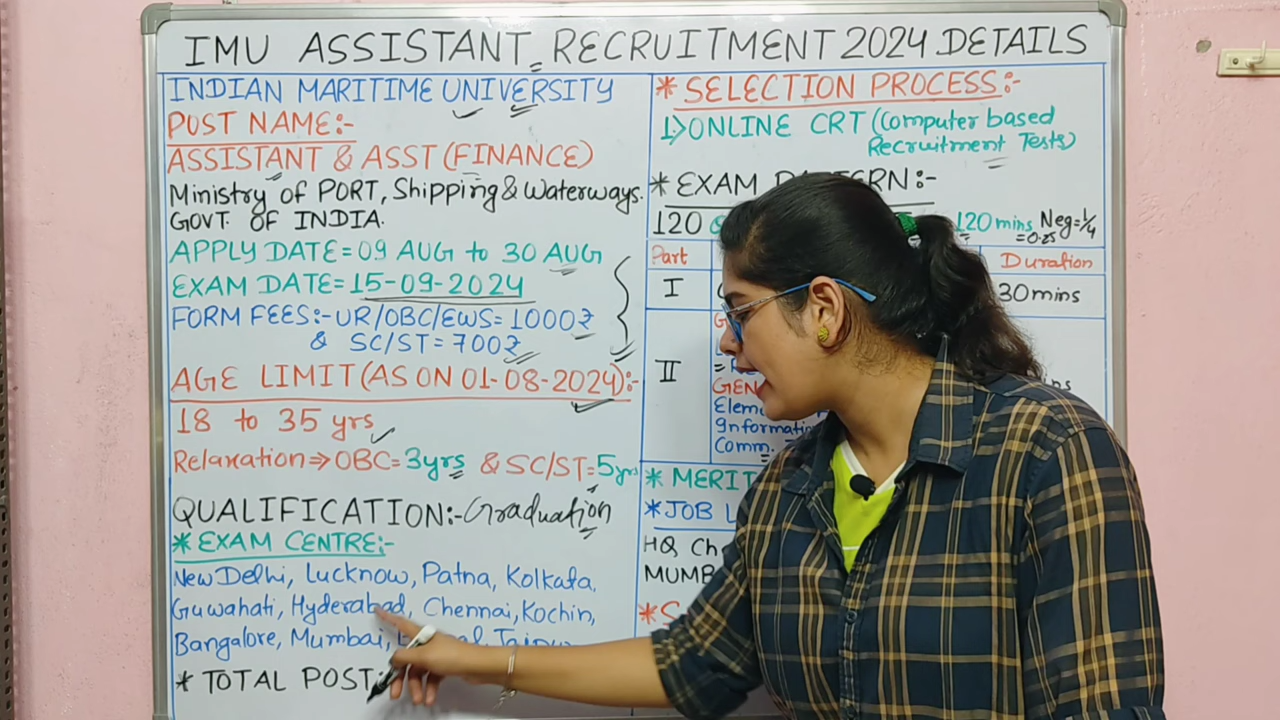 IMU ASSISTANT RECRUITMENT 2024 DETAILS
INDIAN MARITIME UNIVERSITY
POST NAME:-
ASSISTANT & ASST (FINANCE)
Ministry of PORT, Shipping & Waterways.
GOVT. OF INDIA.
APPLY DATE = 09 AUG to 30 AUG
EXAM DATE = 15-09-2024
FORM FEES:- UR/OBC/EWS = 1000₹
& SC/ST = 700₹
AGE LIMIT (AS ON 01-08-2024):-
18 to 35 yrs
Relaxation ⇒ OBC = 3yrs & SC/ST = 5yrs
QUALIFICATION:- Graduation
* EXAM CENTRE:-
New Delhi, Lucknow, Patna, Kolkata,
Guwahati, Hyderabad, Chennai, Kochin,
Bangalore, Mumbai, Jaipur
* TOTAL POST:
* SELECTION PROCESS:-
1.> ONLINE CRT (Computer based
Recruitment Tests)
* EXAM PATTERN:-
120 120 mins Neg = 1/4
= 0.25
Part Duration
I 30 mins
II
GEN
Elem
Informatin
Comm.
* MERIT
* JOB L
HQ Ch
MUMB
*